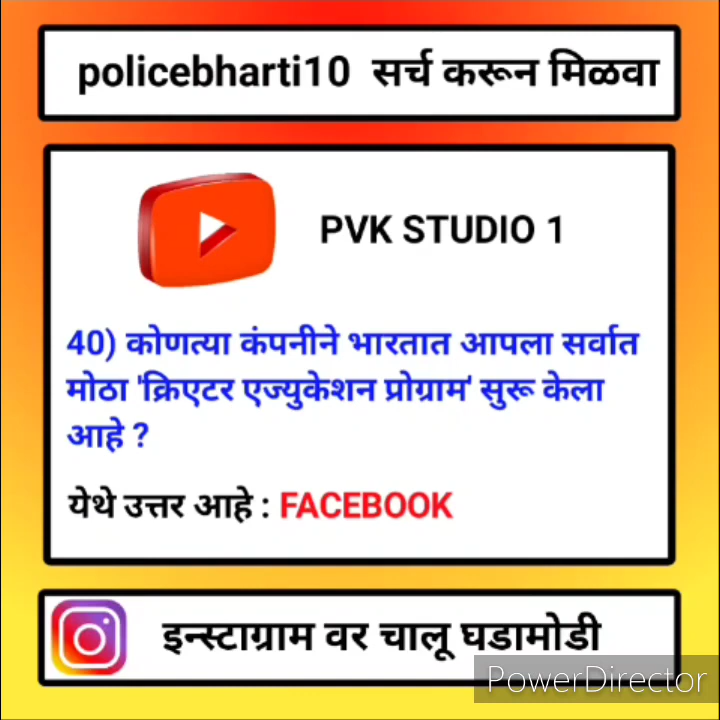 policebharti10 सर्च करून मिळवा
PVK STUDIO 1
40) कोणत्या कंपनीने भारतात आपला सर्वात
मोठा 'क्रिएटर एज्युकेशन प्रोग्राम' सुरू केला
आहे ?
येथे उत्तर आहे : FACEBOOK
इन्स्टाग्राम वर चालू घडामोडी
PowerDirector